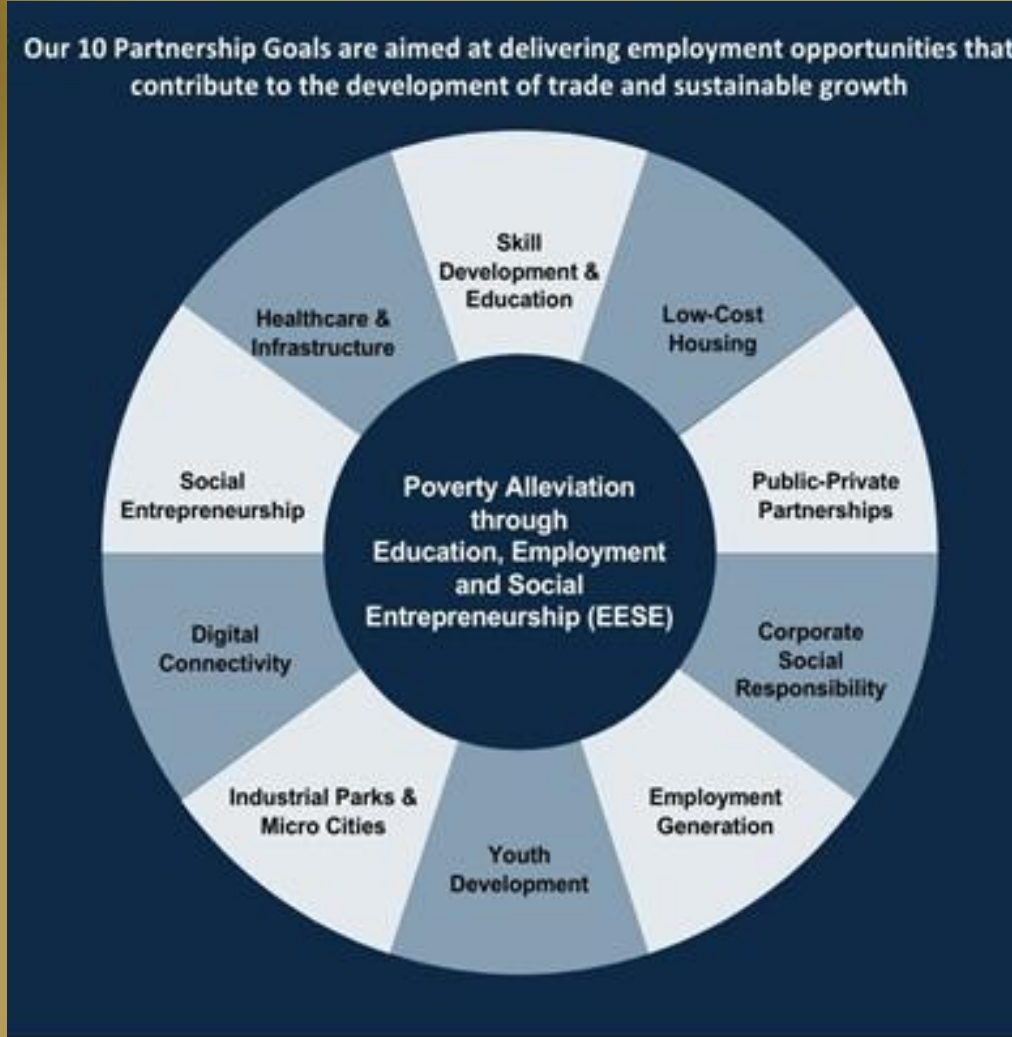 Our 10 Partnership Goals are aimed at delivering employment opportunities that
contribute to the development of trade and sustainable growth
Skill
Development &
Education
Low-Cost
Housing
Public-Private
Partnerships
Corporate
Social
Responsibility
Employment
Generation
Youth
Development
Industrial Parks &
Micro Cities
Digital
Connectivity
Social
Entrepreneurship
Healthcare &
Infrastructure
Poverty Alleviation
through
Education, Employment
and Social
Entrepreneurship (EESE)